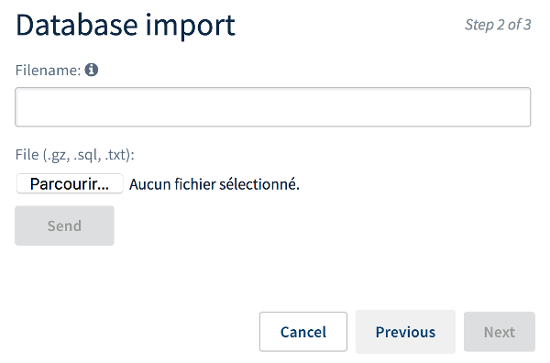 Database import
Step 2 of 3
Filename:
File (.gz, .sql, .txt):
Parcourir... Aucun fichier sélectionné.
Send
Cancel Previous Next